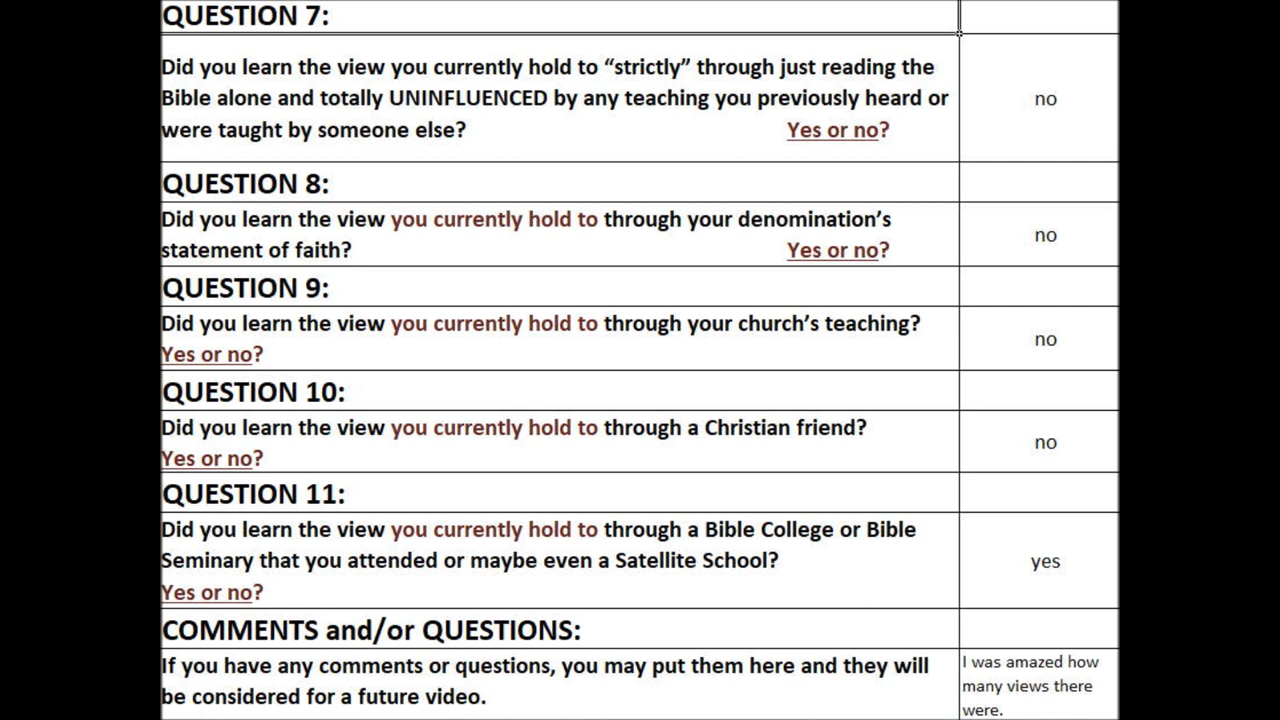 QUESTION 7:
Did you learn the view you currently hold to “strictly” through just reading the
Bible alone and totally UNINFLUENCED by any teaching you previously heard or
were taught by someone else? Yes or no?
no
QUESTION 8:
Did you learn the view you currently hold to through your denomination’s
statement of faith? Yes or no?
no
QUESTION 9:
Did you learn the view you currently hold to through your church’s teaching?
Yes or no?
no
QUESTION 10:
Did you learn the view you currently hold to through a Christian friend?
Yes or no?
no
QUESTION 11:
Did you learn the view you currently hold to through a Bible College or Bible
Seminary that you attended or maybe even a Satellite School?
Yes or no?
yes
COMMENTS and/or QUESTIONS:
If you have any comments or questions, you may put them here and they will
be considered for a future video.
I was amazed how
many views there
were.